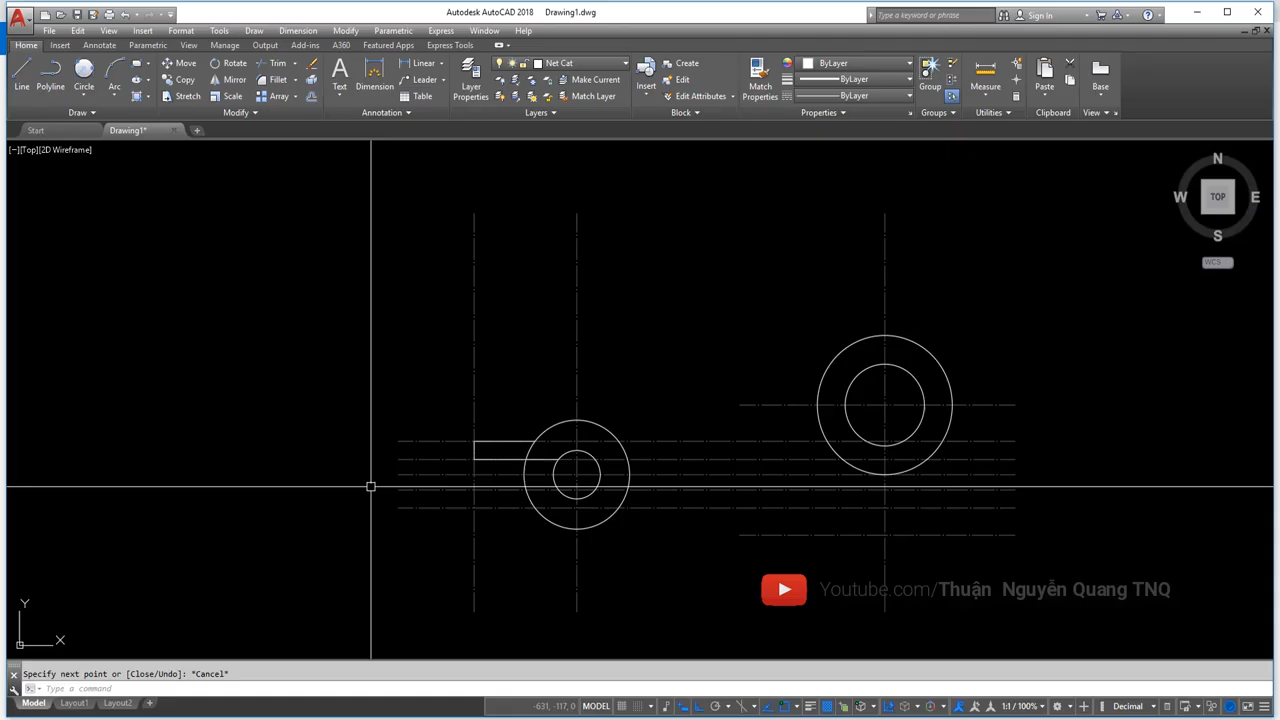 Autodesk AutoCAD 2018 Drawing1.dwg
Type a keyword or phrase
Sign In
File Edit View Insert Format Tools Draw Dimension Modify Parametric Express Window Help
Home Insert Annotate Parametric View Manage Output Add-ins A360 Featured Apps Express Tools
Line
Polyline
Circle
Arc
Move Rotate Trim
Copy Mirror Fillet
Stretch Scale Array
Text
Dimension
Linear
Leader
Table
Layer
Properties
Net Cat
Make Current
Match Layer
Insert
Create
Edit
Edit Attributes
Match
Properties
ByLayer
ByLayer
ByLayer
Group
Measure
Paste
Base
Draw Modify Annotation Layers Block Properties Groups Utilities Clipboard View
Start Drawing1*
[−][Top][2D Wireframe]
N
W TOP E
S
WCS
Youtube.com/Thuận Nguyễn Quang TNQ
Y
X
Specify next point or [Close/Undo]: *Cancel*
Type a command
Model Layout1 Layout2
-631, -117, 0 MODEL 1:1 / 100% Decimal